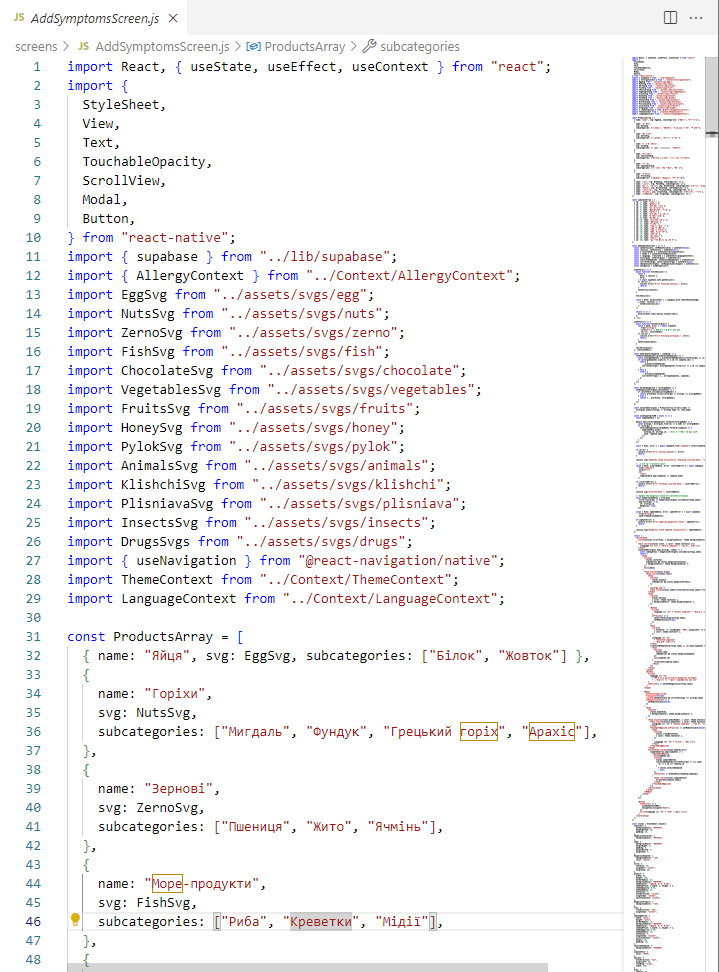 JS AddSymptomsScreen.js ×
screens > JS AddSymptomsScreen.js > ProductsArray > subcategories
1 import React, { useState, useEffect, useContext } from "react";
2 import {
3 StyleSheet,
4 View,
5 Text,
6 TouchableOpacity,
7 ScrollView,
8 Modal,
9 Button,
10 } from "react-native";
11 import { supabase } from "../lib/supabase";
12 import { AllergyContext } from "../Context/AllergyContext";
13 import EggSvg from "../assets/svgs/egg";
14 import NutsSvg from "../assets/svgs/nuts";
15 import ZernoSvg from "../assets/svgs/zerno";
16 import FishSvg from "../assets/svgs/fish";
17 import ChocolateSvg from "../assets/svgs/chocolate";
18 import VegetablesSvg from "../assets/svgs/vegetables";
19 import FruitsSvg from "../assets/svgs/fruits";
20 import HoneySvg from "../assets/svgs/honey";
21 import PylokSvg from "../assets/svgs/pylok";
22 import AnimalsSvg from "../assets/svgs/animals";
23 import KlishchiSvg from "../assets/svgs/klishchi";
24 import PlisniavaSvg from "../assets/svgs/plisniava";
25 import InsectsSvg from "../assets/svgs/insects";
26 import DrugsSvgs from "../assets/svgs/drugs";
27 import { useNavigation } from "@react-navigation/native";
28 import ThemeContext from "../Context/ThemeContext";
29 import LanguageContext from "../Context/LanguageContext";
30
31 const ProductsArray = [
32 { name: "Яйця", svg: EggSvg, subcategories: ["Білок", "Жовток"] },
33 {
34 name: "Горіхи",
35 svg: NutsSvg,
36 subcategories: ["Мигдаль", "Фундук", "Грецький горіх", "Арахіс"],
37 },
38 {
39 name: "Зернові",
40 svg: ZernoSvg,
41 subcategories: ["Пшениця", "Жито", "Ячмінь"],
42 },
43 {
44 name: "Море-продукти",
45 svg: FishSvg,
46 subcategories: ["Риба", "Креветки", "Мідії"],
47 },
48 {